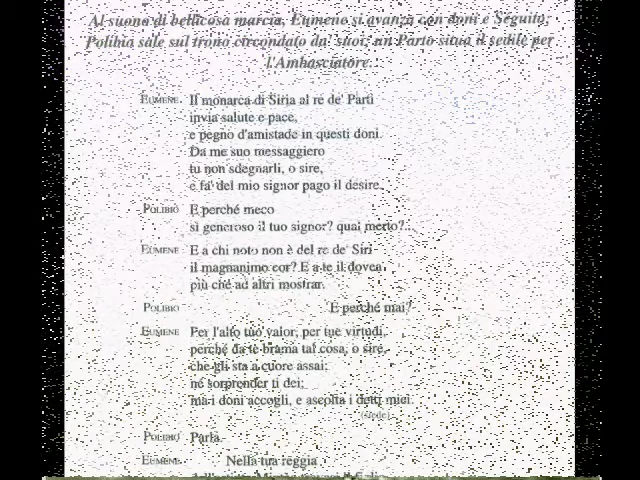 Al suono di bellicosa marcia, Eumeno si avanza con doni e Seguito;
Polibia sale sul trono circondato da' suoi; un Parto situa il sedile per
l'Ambasciatore.
EUMENE Il monarca di Siria al re de' Parti
invia salute e pace,
e pegno d'amistade in questi doni.
Da me suo messaggiero
tu non sdegnarli, o sire,
e fa' del mio signor pago il desire.
POLIBIO E perché meco
sì generoso il tuo signor? qual merto?..
EUMENE E a chi noto non è del re de' Siri
il magnanimo cor? E a te il dovea
più che ad altri mostrar.
POLIBIO E perché mai?
EUMENE Per l'alto tuo valor, per tue virtudi,
perché da te brama tal cosa, o sire,
che gli sta a cuore assai;
né sorprender ti dei;
ma i doni accogli, e ascolta i detti miei.
(siede)
POLIBIO Parla.
EUMENE Nella tua reggia